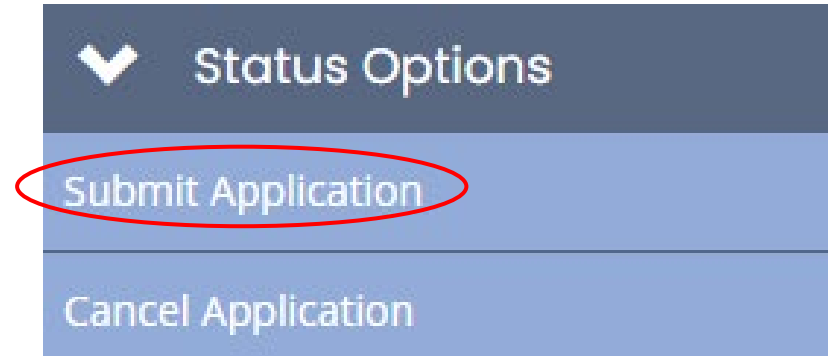 Status Options
Submit Application
Cancel Application